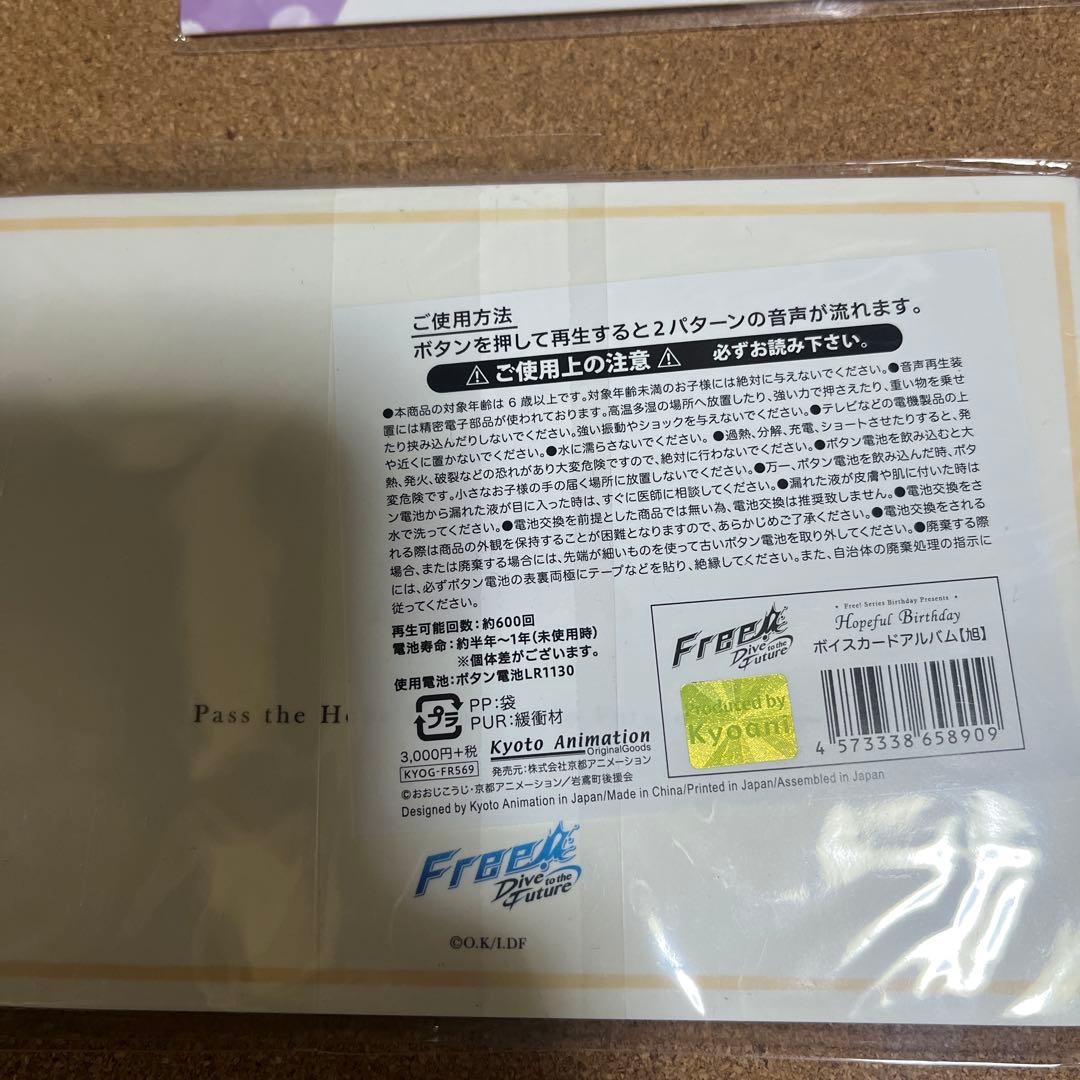 ご使用方法
ボタンを押して再生すると2パターンの音声が流れます。
⚠ ご使用上の注意 ⚠ 必ずお読み下さい。
●本商品の対象年齢は6歳以上です。対象年齢未満のお子様には絶対に与えないでください。●音声再生装
置には精密電子部品が使われております。高温多湿の場所へ放置したり、強い力で押さえたり、重い物を乗せ
たり挟み込んだりしないでください。強い振動やショックを与えないでください。●テレビなどの電機製品の上
や近くに置かないでください。●水に濡らさないでください。●過熱、分解、充電、ショートさせたりすると、発
熱、発火、破裂などの恐れがあり大変危険ですので、絶対に行わないでください。●ボタン電池を飲み込むと大
変危険です。小さなお子様の手の届く場所に放置しないでください。●万一、ボタン電池を飲み込んだ時、ボタ
ン電池から漏れた液が目に入った時は、すぐに医師に相談してください。●漏れた液が皮膚や肌に付いた時は
水で洗ってください。●電池交換を前提とした商品では無い為、電池交換は推奨致しません。●電池交換をさ
れる際は商品の外観を保持することが困難となりますので、あらかじめご了承ください。●電池交換をされる
場合、または廃棄する場合には、先端が細いものを使って古いボタン電池を取り外してください。●廃棄する際
には、必ずボタン電池の表裏両極にテープなどを貼り、絶縁してください。また、自治体の廃棄処理の指示に
従ってください。
再生可能回数：約600回
電池寿命：約半年〜1年（未使用時）
※個体差がございます。
使用電池：ボタン電池LR1130
プラ
PP：袋
PUR：緩衝材
3,000円+税
KYOG-FR569
Kyoto Animation
OriginalGoods
発売元：株式会社京都アニメーション
©おおじこうじ・京都アニメーション／岩鳶町後援会
Designed by Kyoto Animation in Japan/Made in China/Printed in Japan/Assembled in Japan
Free!
Dive to the Future
Free! Series Birthday Presents
Hopeful Birthday
ボイスカードアルバム【旭】
Produced by
Kyoani
4 573338 658909
Pass the
Free!
Dive to the Future
©O.K/I.DF